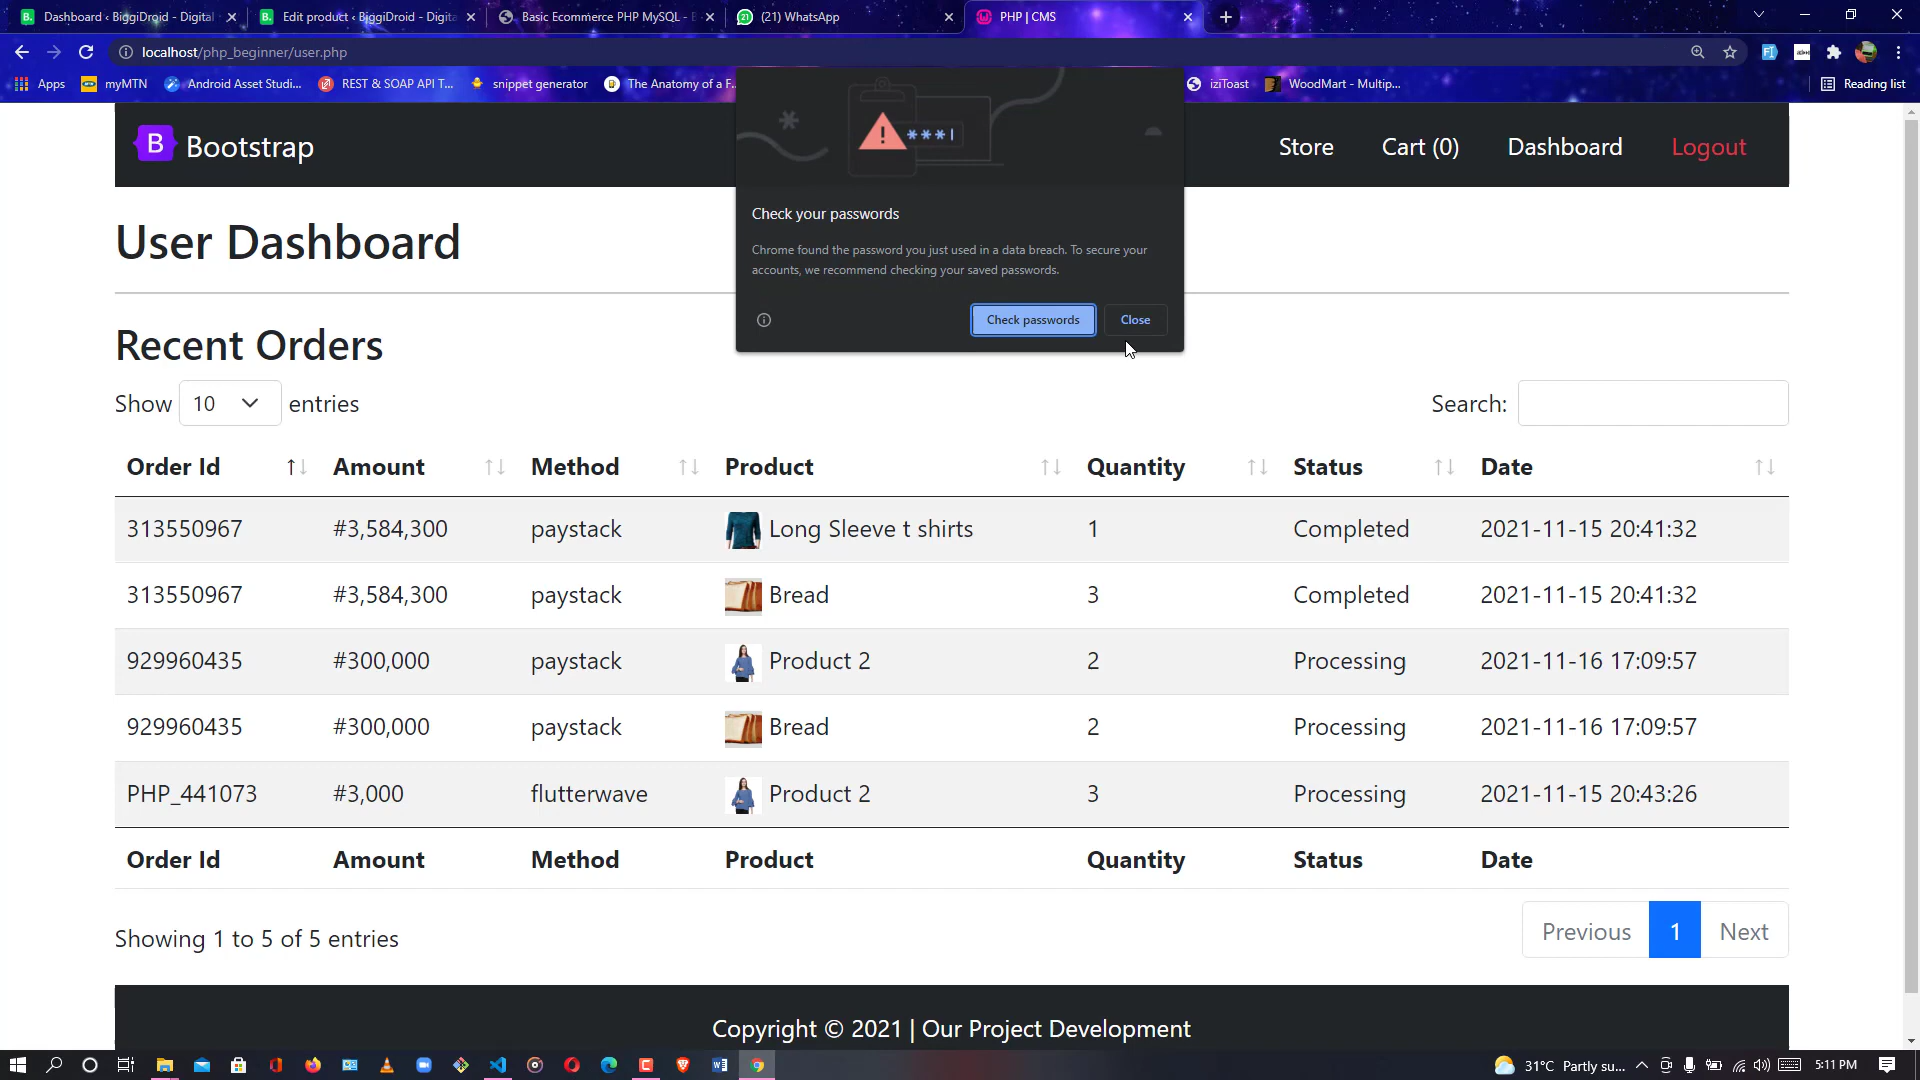 Dashboard ‹ BiggiDroid - Digital
Edit product ‹ BiggiDroid - Digita
Basic Ecommerce PHP MySQL - B
(21) WhatsApp
PHP | CMS
localhost/php_beginner/user.php
Apps
myMTN
Android Asset Studi...
REST & SOAP API T...
snippet generator
The Anatomy of a F...
iziToast
WoodMart - Multip...
Reading list
B Bootstrap
Store
Cart (0)
Dashboard
Logout
***|
Check your passwords
Chrome found the password you just used in a data breach. To secure your
accounts, we recommend checking your saved passwords.
Check passwords
Close
User Dashboard
Recent Orders
Show 10 entries
Search:
Order Id Amount Method Product Quantity Status Date
313550967 #3,584,300 paystack Long Sleeve t shirts 1 Completed 2021-11-15 20:41:32
313550967 #3,584,300 paystack Bread 3 Completed 2021-11-15 20:41:32
929960435 #300,000 paystack Product 2 2 Processing 2021-11-16 17:09:57
929960435 #300,000 paystack Bread 2 Processing 2021-11-16 17:09:57
PHP_441073 #3,000 flutterwave Product 2 3 Processing 2021-11-15 20:43:26
Order Id Amount Method Product Quantity Status Date
Showing 1 to 5 of 5 entries
Previous 1 Next
Copyright © 2021 | Our Project Development
31°C Partly su...
5:11 PM